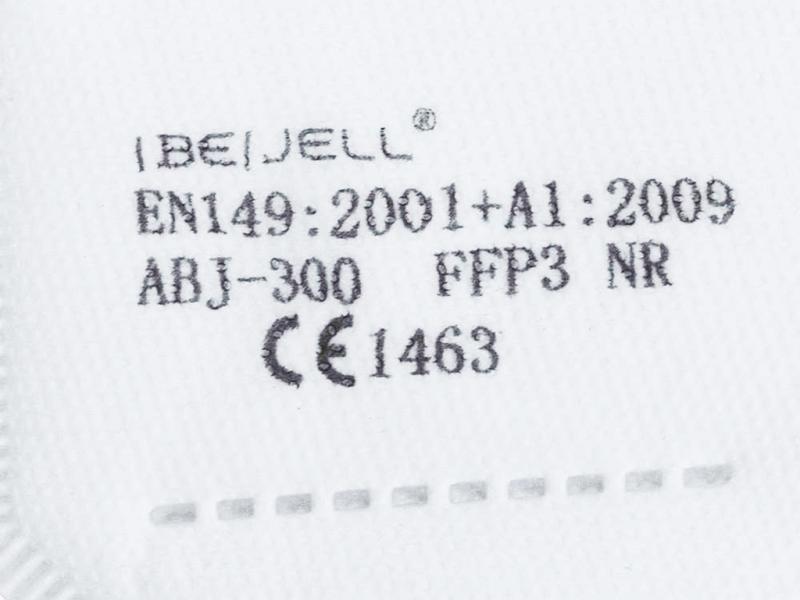 IBEIJELL®
EN149:2001+A1:2009
ABJ-300 FFP3 NR
CE1463